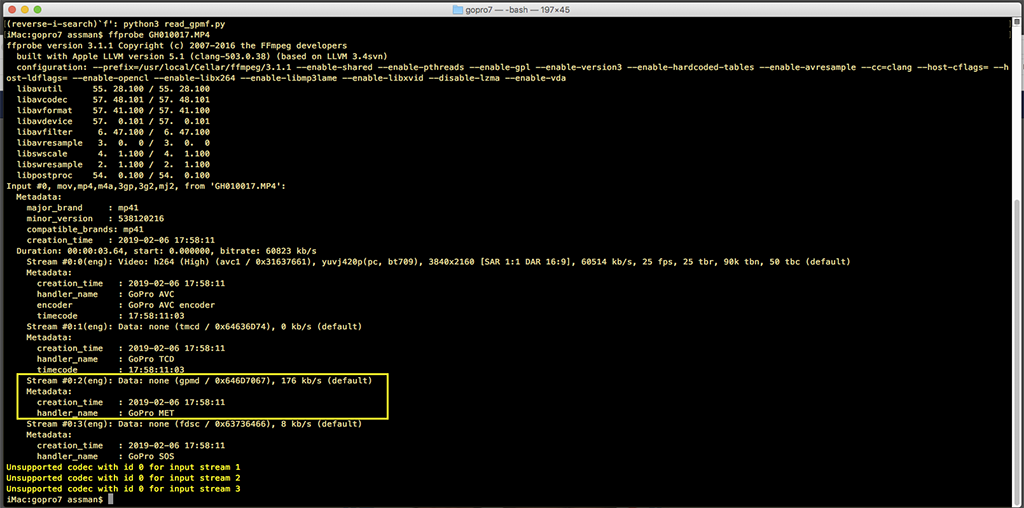 gopro7 — -bash — 197×45
(reverse-i-search)`f': python3 read_gpmf.py
iMac:gopro7 assman$ ffprobe GH010017.MP4
ffprobe version 3.1.1 Copyright (c) 2007-2016 the FFmpeg developers
  built with Apple LLVM version 5.1 (clang-503.0.38) (based on LLVM 3.4svn)
  configuration: --prefix=/usr/local/Cellar/ffmpeg/3.1.1 --enable-shared --enable-pthreads --enable-gpl --enable-version3 --enable-hardcoded-tables --enable-avresample --cc=clang --host-cflags= --h
ost-ldflags= --enable-opencl --enable-libx264 --enable-libmp3lame --enable-libxvid --disable-lzma --enable-vda
  libavutil      55. 28.100 / 55. 28.100
  libavcodec     57. 48.101 / 57. 48.101
  libavformat    57. 41.100 / 57. 41.100
  libavdevice    57.  0.101 / 57.  0.101
  libavfilter     6. 47.100 /  6. 47.100
  libavresample   3.  0.  0 /  3.  0.  0
  libswscale      4.  1.100 /  4.  1.100
  libswresample   2.  1.100 /  2.  1.100
  libpostproc    54.  0.100 / 54.  0.100
Input #0, mov,mp4,m4a,3gp,3g2,mj2, from 'GH010017.MP4':
  Metadata:
    major_brand     : mp41
    minor_version   : 538120216
    compatible_brands: mp41
    creation_time   : 2019-02-06 17:58:11
  Duration: 00:00:03.64, start: 0.000000, bitrate: 60823 kb/s
    Stream #0:0(eng): Video: h264 (High) (avc1 / 0x31637661), yuvj420p(pc, bt709), 3840x2160 [SAR 1:1 DAR 16:9], 60514 kb/s, 25 fps, 25 tbr, 90k tbn, 50 tbc (default)
    Metadata:
      creation_time   : 2019-02-06 17:58:11
      handler_name    : GoPro AVC
      encoder         : GoPro AVC encoder
      timecode        : 17:58:11:03
    Stream #0:1(eng): Data: none (tmcd / 0x64636D74), 0 kb/s (default)
    Metadata:
      creation_time   : 2019-02-06 17:58:11
      handler_name    : GoPro TCD
      timecode        : 17:58:11:03
    Stream #0:2(eng): Data: none (gpmd / 0x646D7067), 176 kb/s (default)
    Metadata:
      creation_time   : 2019-02-06 17:58:11
      handler_name    : GoPro MET
    Stream #0:3(eng): Data: none (fdsc / 0x63736466), 8 kb/s (default)
    Metadata:
      creation_time   : 2019-02-06 17:58:11
      handler_name    : GoPro SOS
Unsupported codec with id 0 for input stream 1
Unsupported codec with id 0 for input stream 2
Unsupported codec with id 0 for input stream 3
iMac:gopro7 assman$